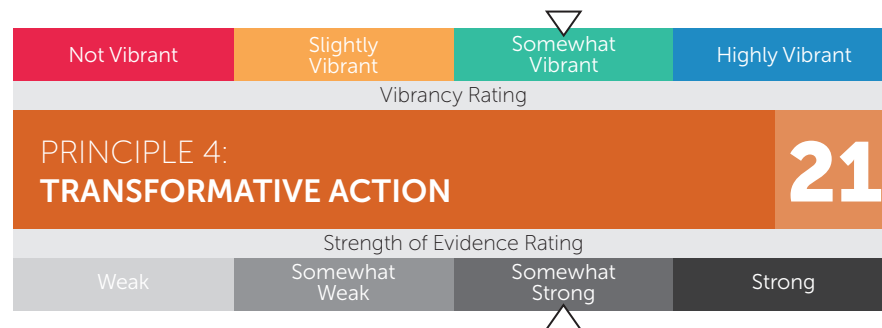 Not Vibrant
Slightly
Vibrant
Somewhat
Vibrant
Highly Vibrant
Vibrancy Rating
PRINCIPLE 4:
TRANSFORMATIVE ACTION
21
Strength of Evidence Rating
Weak
Somewhat
Weak
Somewhat
Strong
Strong